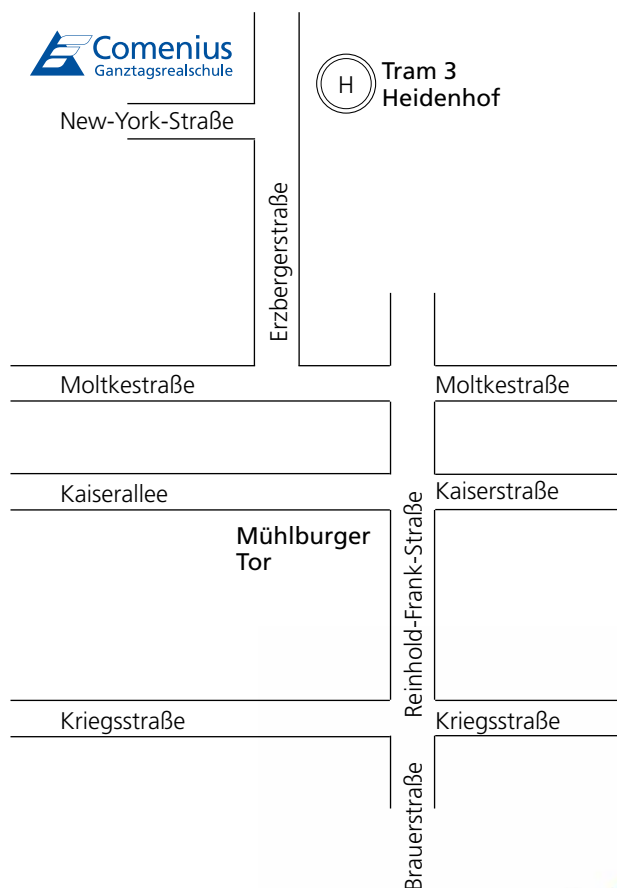 Comenius
Ganztagsrealschule
H
Tram 3
Heidenhof
New-York-Straße
Erzbergerstraße
Moltkestraße
Moltkestraße
Kaiserallee
Kaiserstraße
Mühlburger
Tor
Reinhold-Frank-Straße
Kriegsstraße
Kriegsstraße
Brauerstraße